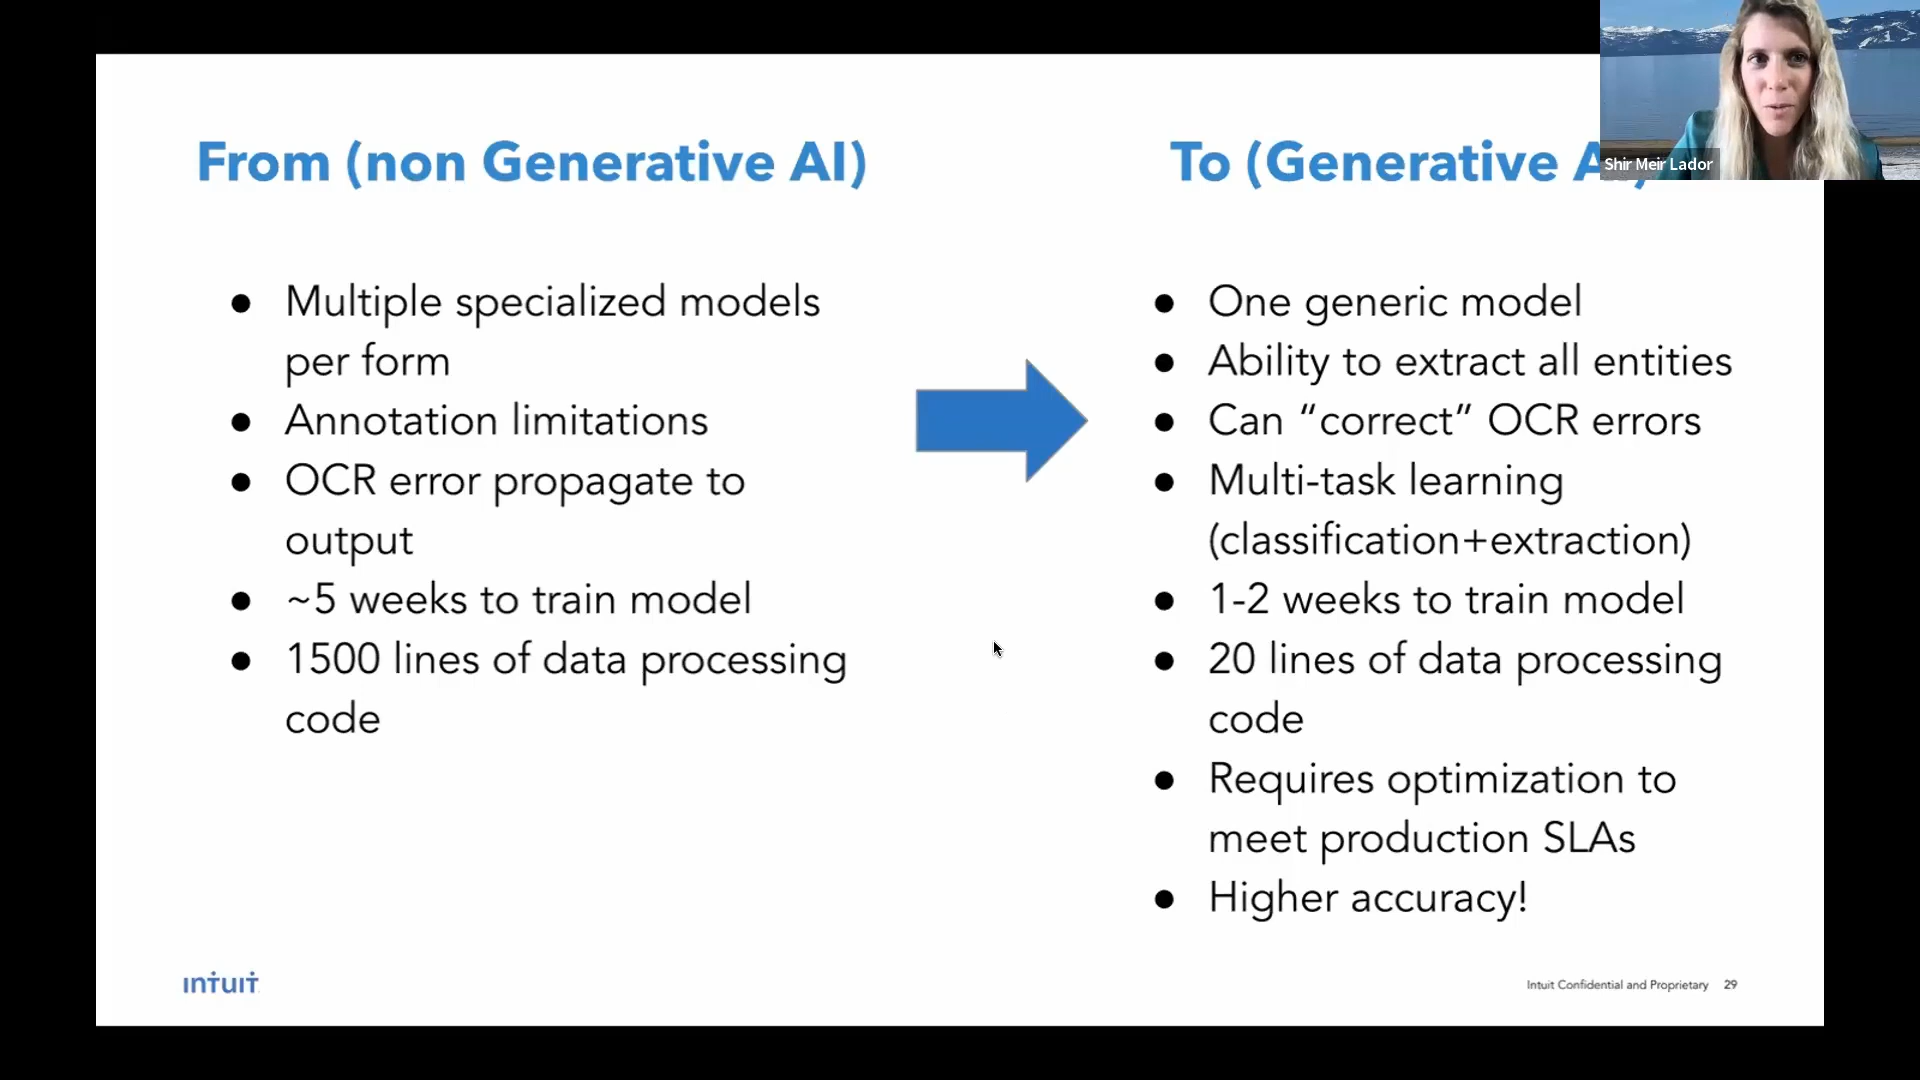 From (non Generative AI)
● Multiple specialized models
per form
● Annotation limitations
● OCR error propagate to
output
● ~5 weeks to train model
● 1500 lines of data processing
code
To (Generative AI)
● One generic model
● Ability to extract all entities
● Can “correct” OCR errors
● Multi-task learning
(classification+extraction)
● 1-2 weeks to train model
● 20 lines of data processing
code
● Requires optimization to
meet production SLAs
● Higher accuracy!
Shir Meir Lador
INTUIT
Intuit Confidential and Proprietary 29